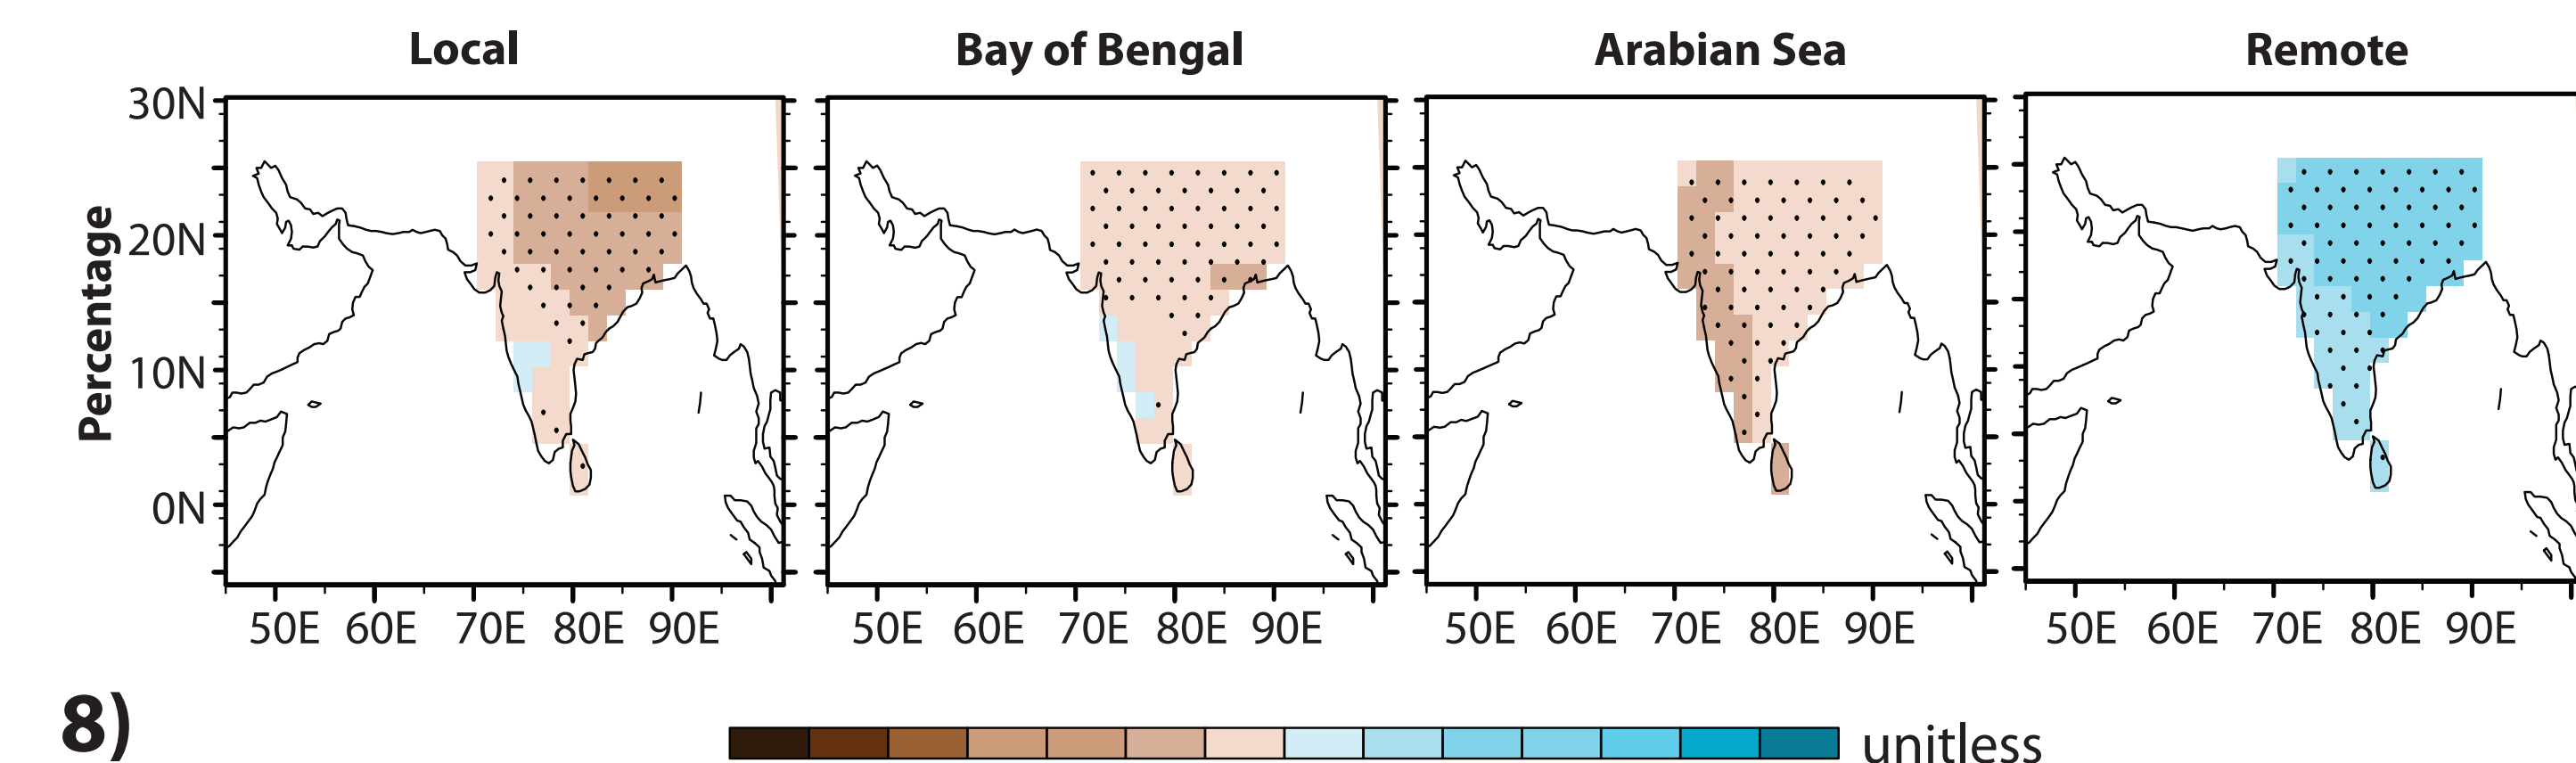 Local Bay of Bengal Arabian Sea Remote
30N
20N
10N
0N
Percentage
50E 60E 70E 80E 90E 50E 60E 70E 80E 90E 50E 60E 70E 80E 90E 50E 60E 70E 80E 90E
8)
unitless